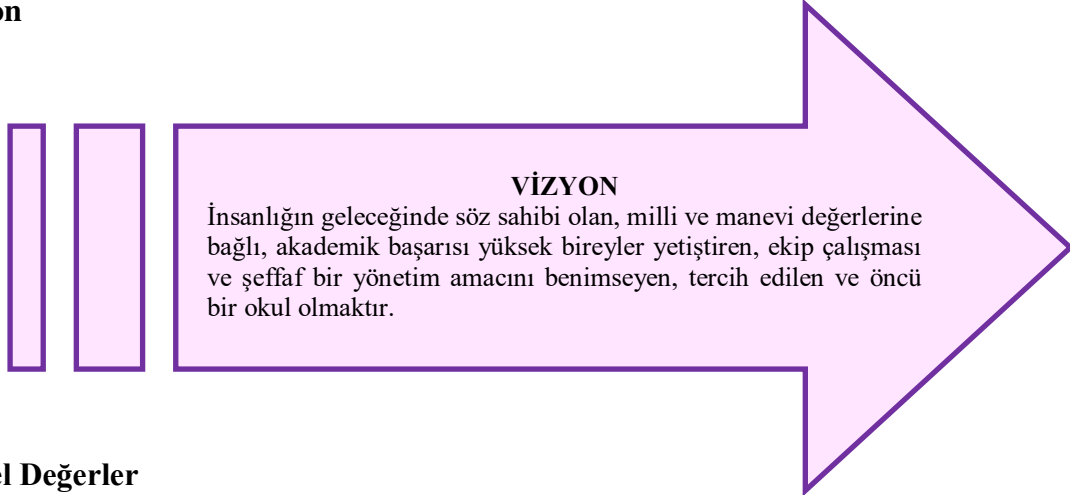 on
VİZYON
İnsanlığın geleceğinde söz sahibi olan, milli ve manevi değerlerine
bağlı, akademik başarısı yüksek bireyler yetiştiren, ekip çalışması
ve şeffaf bir yönetim amacını benimseyen, tercih edilen ve öncü
bir okul olmaktır.
el Değerler